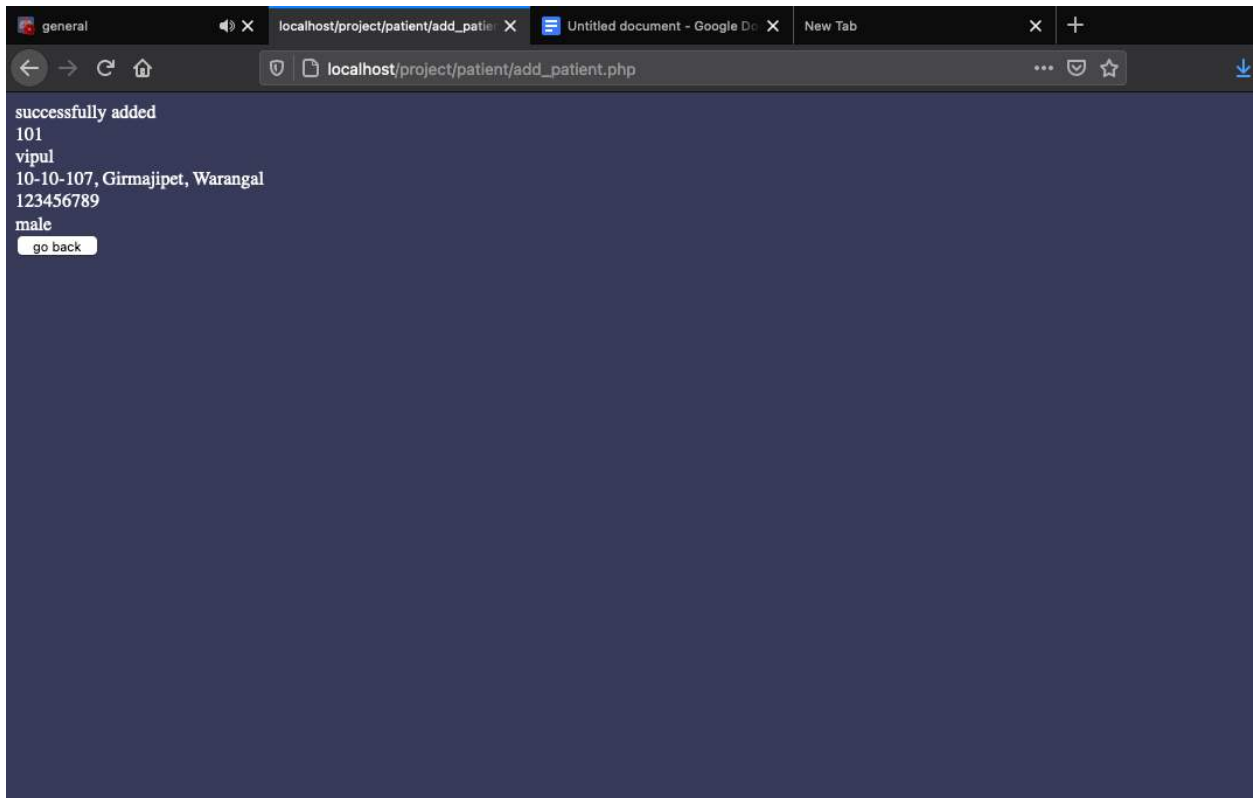 general
localhost/project/patient/add_patie
Untitled document - Google Do
New Tab
localhost/project/patient/add_patient.php
successfully added
101
vipul
10-10-107, Girmajipet, Warangal
123456789
male
go back